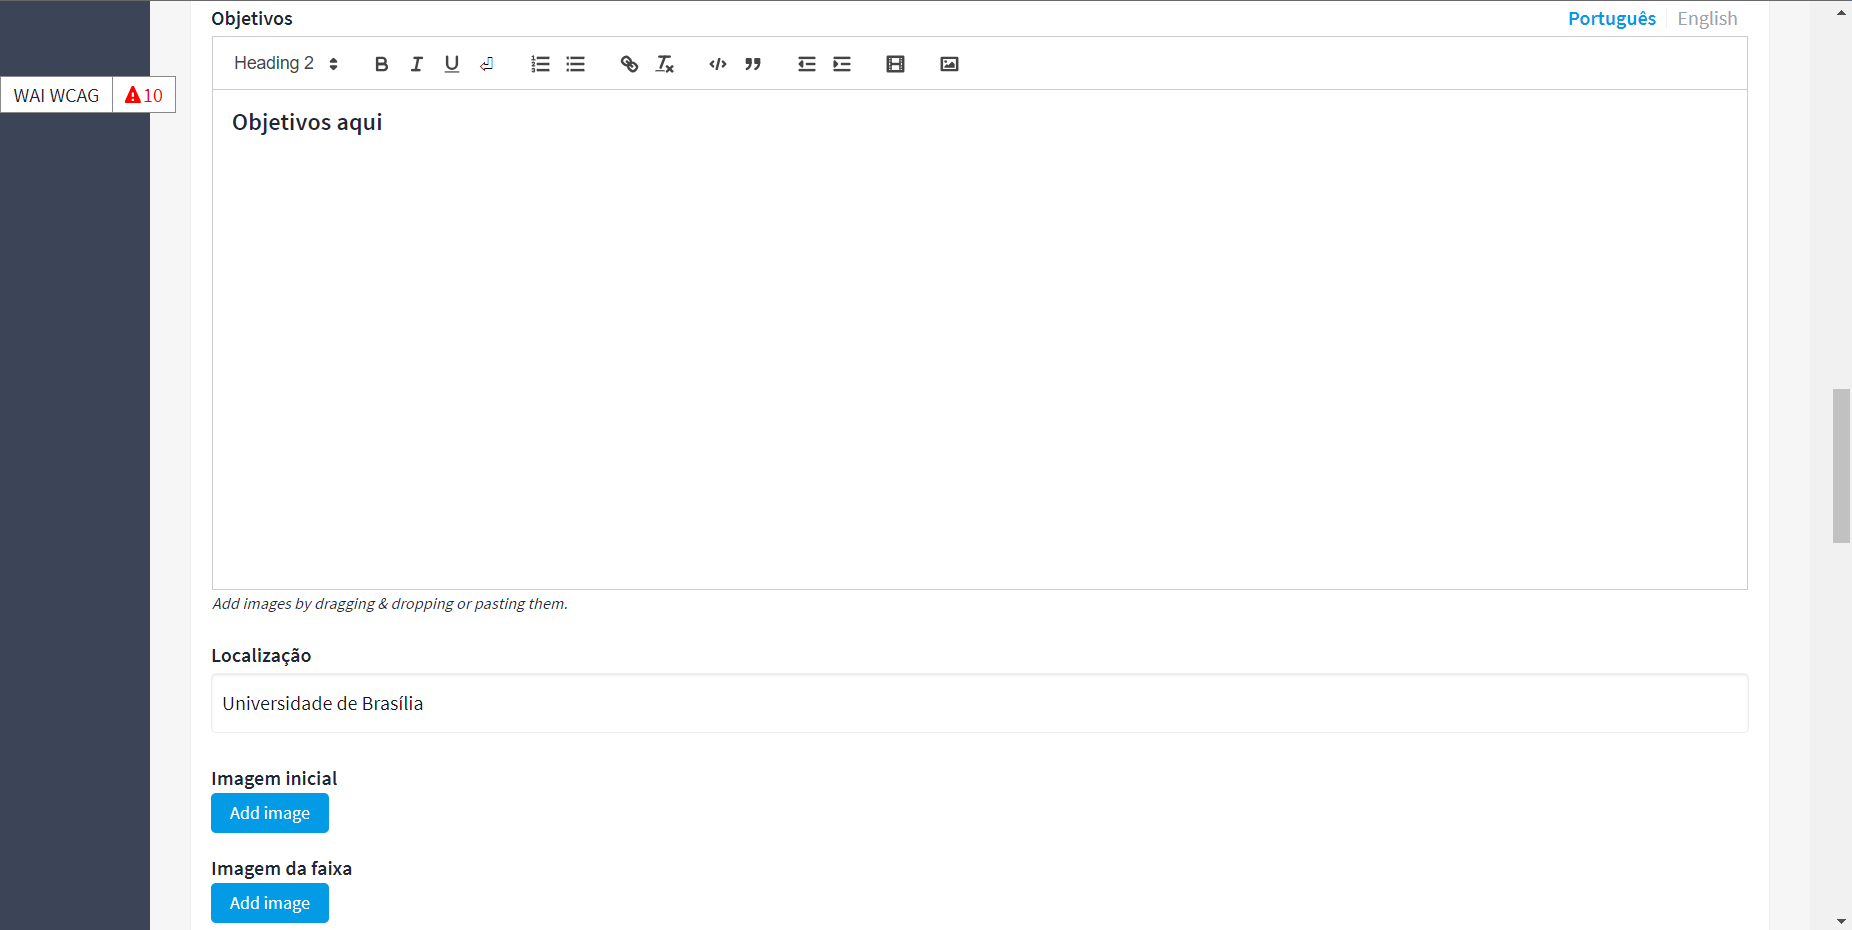 Objetivos
Português English
Heading 2
WAI WCAG 10
Objetivos aqui
Add images by dragging & dropping or pasting them.
Localização
Universidade de Brasília
Imagem inicial
Add image
Imagem da faixa
Add image